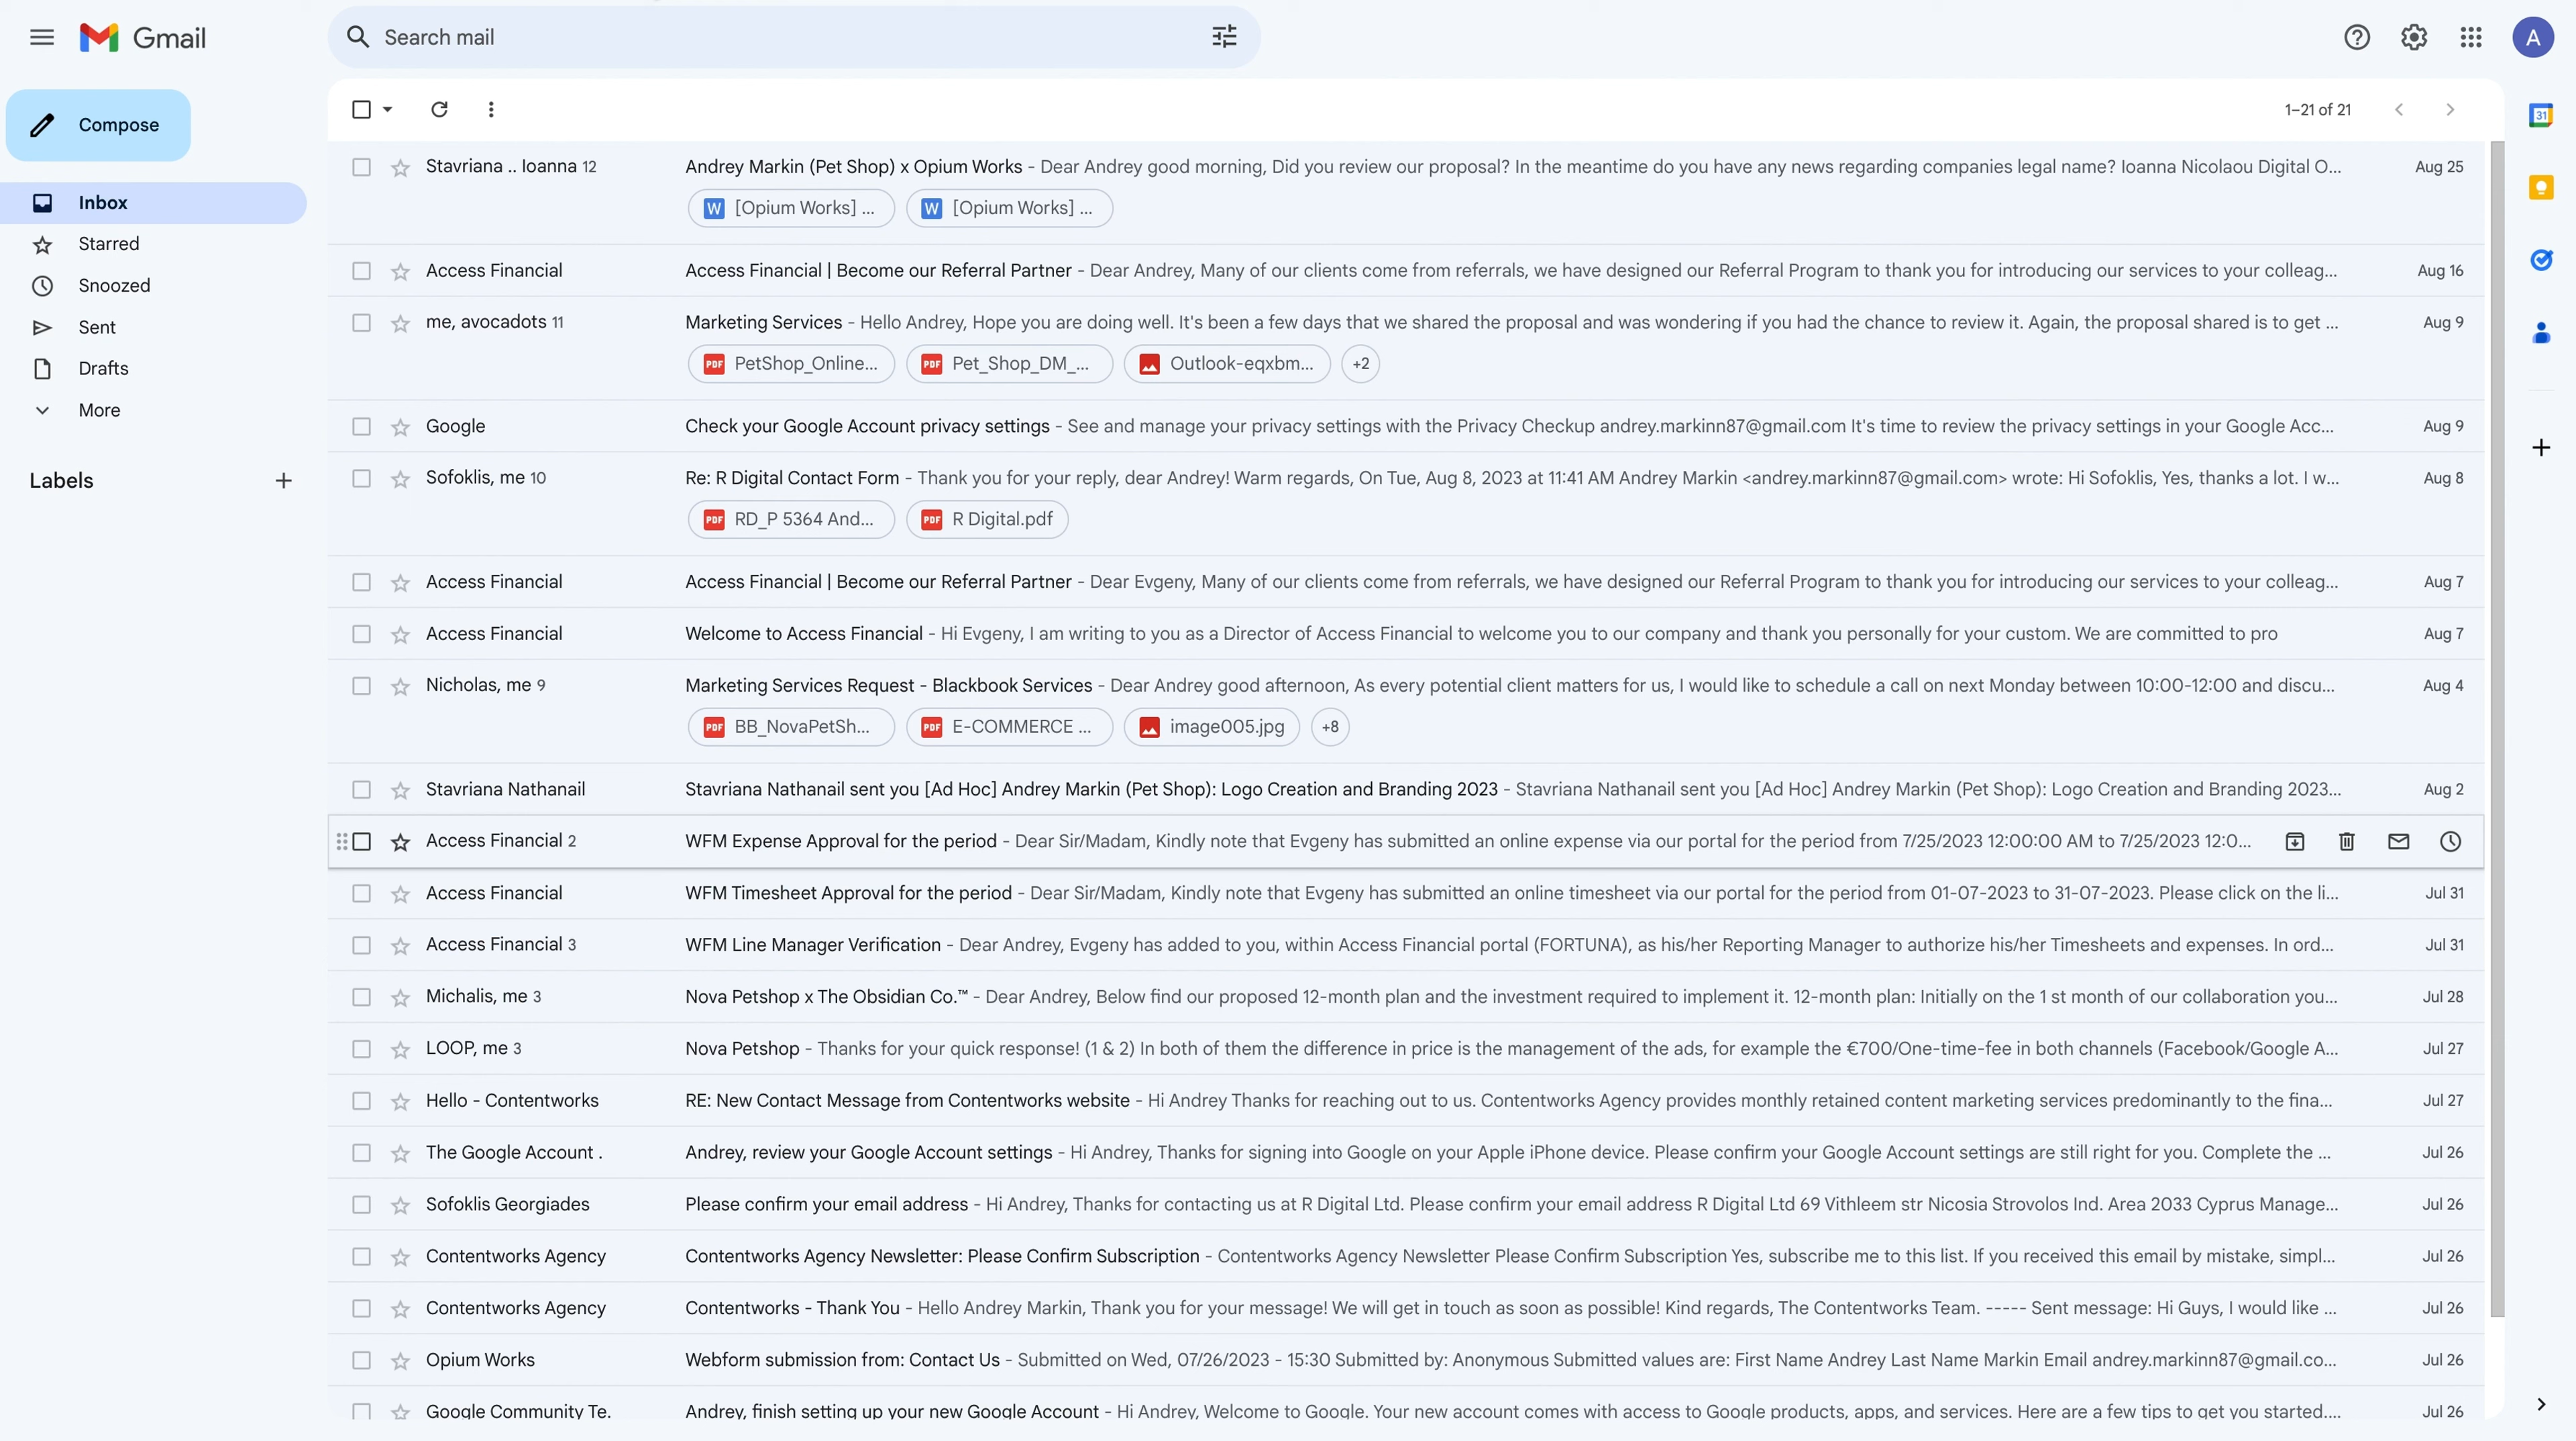 Gmail
Search mail
A
Compose
1–21 of 21
31
Inbox
Starred
Snoozed
Sent
Drafts
More
Labels
Stavriana .. Ioanna 12 Andrey Markin (Pet Shop) x Opium Works - Dear Andrey good morning, Did you review our proposal? In the meantime do you have any news regarding companies legal name? Ioanna Nicolaou Digital O... Aug 25
W [Opium Works] ... W [Opium Works] ...
Access Financial Access Financial | Become our Referral Partner - Dear Andrey, Many of our clients come from referrals, we have designed our Referral Program to thank you for introducing our services to your colleag... Aug 16
me, avocadots 11 Marketing Services - Hello Andrey, Hope you are doing well. It's been a few days that we shared the proposal and was wondering if you had the chance to review it. Again, the proposal shared is to get ... Aug 9
PDF PetShop_Online... PDF Pet_Shop_DM_... Outlook-eqxbm... +2
Google Check your Google Account privacy settings - See and manage your privacy settings with the Privacy Checkup andrey.markinn87@gmail.com It's time to review the privacy settings in your Google Acc... Aug 9
Sofoklis, me 10 Re: R Digital Contact Form - Thank you for your reply, dear Andrey! Warm regards, On Tue, Aug 8, 2023 at 11:41 AM Andrey Markin <andrey.markinn87@gmail.com> wrote: Hi Sofoklis, Yes, thanks a lot. I w... Aug 8
PDF RD_P 5364 And... PDF R Digital.pdf
Access Financial Access Financial | Become our Referral Partner - Dear Evgeny, Many of our clients come from referrals, we have designed our Referral Program to thank you for introducing our services to your colleag... Aug 7
Access Financial Welcome to Access Financial - Hi Evgeny, I am writing to you as a Director of Access Financial to welcome you to our company and thank you personally for your custom. We are committed to pro Aug 7
Nicholas, me 9 Marketing Services Request - Blackbook Services - Dear Andrey good afternoon, As every potential client matters for us, I would like to schedule a call on next Monday between 10:00-12:00 and discu... Aug 4
PDF BB_NovaPetSh... PDF E-COMMERCE ... image005.jpg +8
Stavriana Nathanail Stavriana Nathanail sent you [Ad Hoc] Andrey Markin (Pet Shop): Logo Creation and Branding 2023 - Stavriana Nathanail sent you [Ad Hoc] Andrey Markin (Pet Shop): Logo Creation and Branding 2023... Aug 2
Access Financial 2 WFM Expense Approval for the period - Dear Sir/Madam, Kindly note that Evgeny has submitted an online expense via our portal for the period from 7/25/2023 12:00:00 AM to 7/25/2023 12:0...
Access Financial WFM Timesheet Approval for the period - Dear Sir/Madam, Kindly note that Evgeny has submitted an online timesheet via our portal for the period from 01-07-2023 to 31-07-2023. Please click on the li... Jul 31
Access Financial 3 WFM Line Manager Verification - Dear Andrey, Evgeny has added to you, within Access Financial portal (FORTUNA), as his/her Reporting Manager to authorize his/her Timesheets and expenses. In ord... Jul 31
Michalis, me 3 Nova Petshop x The Obsidian Co.™ - Dear Andrey, Below find our proposed 12-month plan and the investment required to implement it. 12-month plan: Initially on the 1 st month of our collaboration you... Jul 28
LOOP, me 3 Nova Petshop - Thanks for your quick response! (1 & 2) In both of them the difference in price is the management of the ads, for example the €700/One-time-fee in both channels (Facebook/Google A... Jul 27
Hello - Contentworks RE: New Contact Message from Contentworks website - Hi Andrey Thanks for reaching out to us. Contentworks Agency provides monthly retained content marketing services predominantly to the fina... Jul 27
The Google Account . Andrey, review your Google Account settings - Hi Andrey, Thanks for signing into Google on your Apple iPhone device. Please confirm your Google Account settings are still right for you. Complete the ... Jul 26
Sofoklis Georgiades Please confirm your email address - Hi Andrey, Thanks for contacting us at R Digital Ltd. Please confirm your email address R Digital Ltd 69 Vithleem str Nicosia Strovolos Ind. Area 2033 Cyprus Manage... Jul 26
Contentworks Agency Contentworks Agency Newsletter: Please Confirm Subscription - Contentworks Agency Newsletter Please Confirm Subscription Yes, subscribe me to this list. If you received this email by mistake, simpl... Jul 26
Contentworks Agency Contentworks - Thank You - Hello Andrey Markin, Thank you for your message! We will get in touch as soon as possible! Kind regards, The Contentworks Team. ----- Sent message: Hi Guys, I would like ... Jul 26
Opium Works Webform submission from: Contact Us - Submitted on Wed, 07/26/2023 - 15:30 Submitted by: Anonymous Submitted values are: First Name Andrey Last Name Markin Email andrey.markinn87@gmail.co... Jul 26
Google Community Te. Andrey, finish setting up your new Google Account - Hi Andrey, Welcome to Google. Your new account comes with access to Google products, apps, and services. Here are a few tips to get you started.... Jul 26